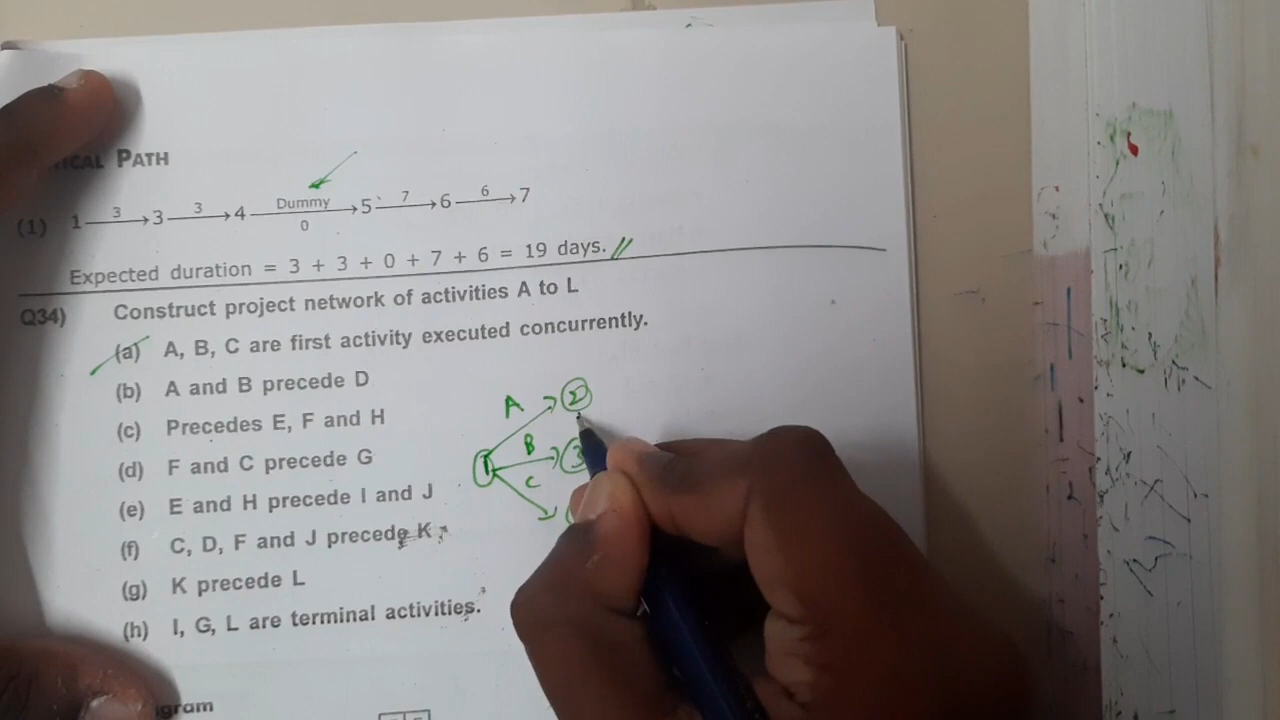 PATH
(1) 1 3 3 3 4 Dummy 0 5 7 6 6 7
Expected duration = 3 + 3 + 0 + 7 + 6 = 19 days.
Q34) Construct project network of activities A to L
(a) A, B, C are first activity executed concurrently.
(b) A and B precede D
(c) Precedes E, F and H
(d) F and C precede G
(e) E and H precede I and J
(f) C, D, F and J precede K
(g) K precede L
(h) I, G, L are terminal activities.
A 2
1 B 3
C